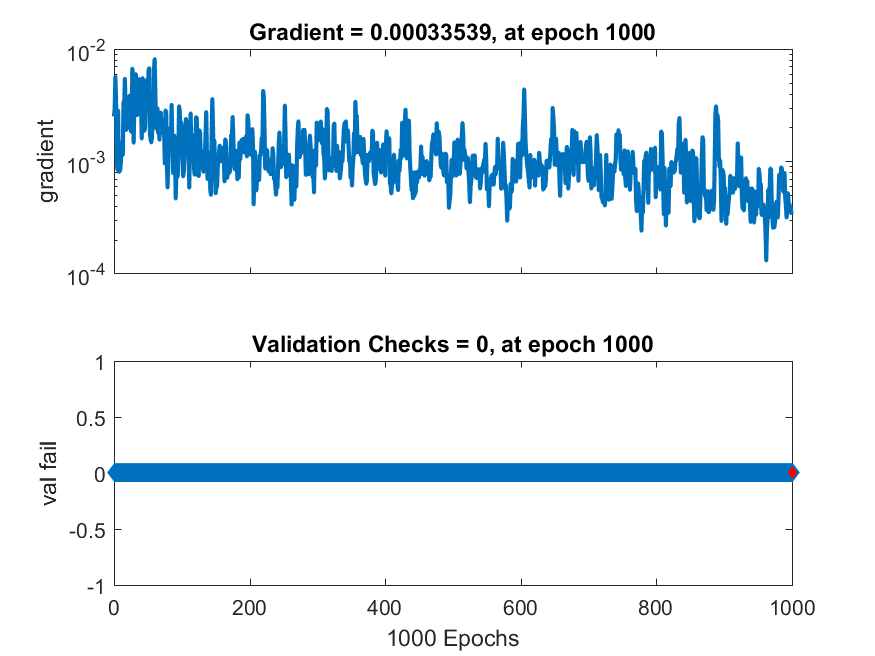 Gradient = 0.00033539, at epoch 1000
10-2
10-3
10-4
gradient
Validation Checks = 0, at epoch 1000
1
0.5
0
-0.5
-1
val fail
0 200 400 600 800 1000
1000 Epochs